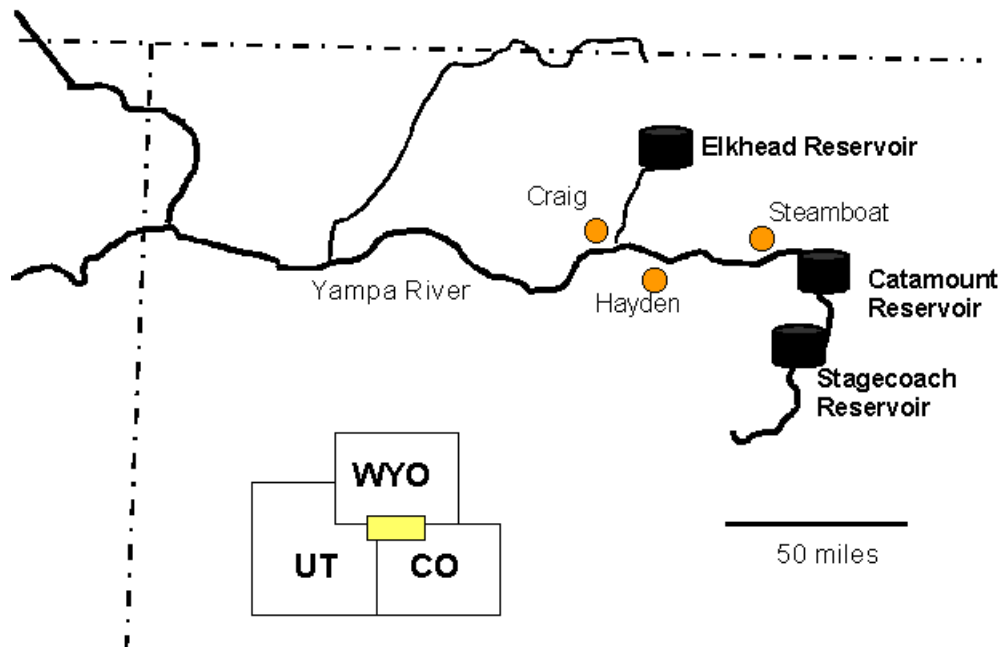 Elkhead Reservoir
Craig
Steamboat
Yampa River
Hayden
Catamount
Reservoir
Stagecoach
Reservoir
WYO
UT
CO
50 miles